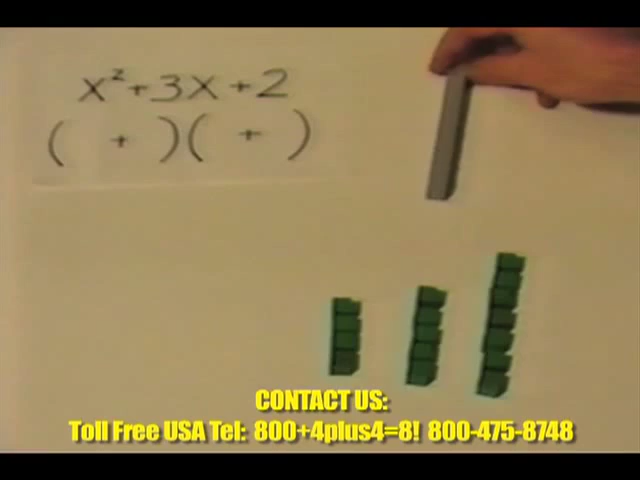 x²+3x+2
( + )( + )
CONTACT US:
Toll Free USA Tel: 800+4plus4=8! 800-475-8748